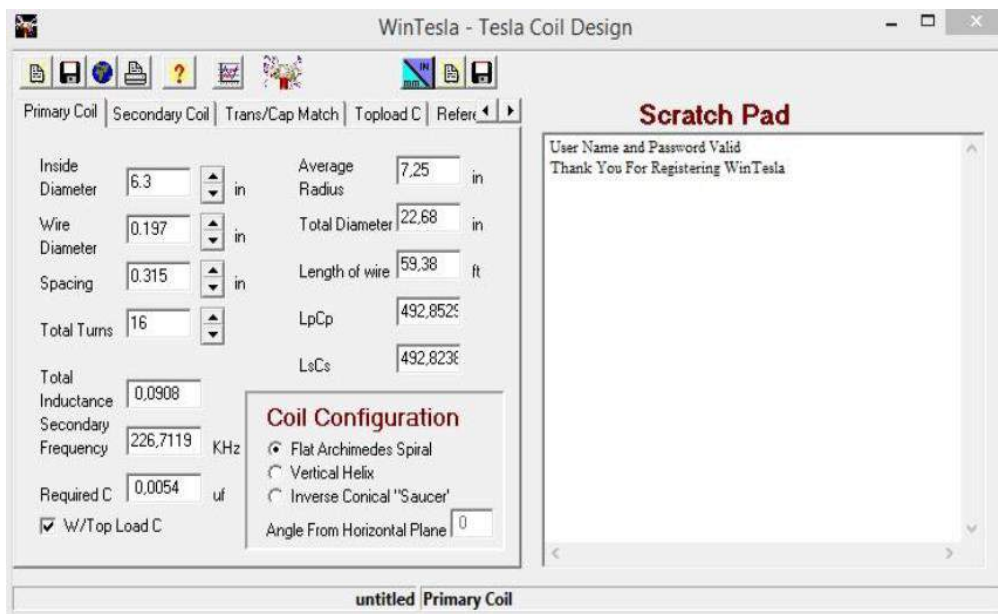 WinTesla - Tesla Coil Design
IN
mm
Primary Coil Secondary Coil Trans/Cap Match Topload C Refere
Inside Diameter 6.3 in
Wire Diameter 0.197 in
Spacing 0.315 in
Total Turns 16
Total Inductance 0,0908
Secondary Frequency 226,7119 KHz
Required C 0,0054 uf
W/Top Load C
Average Radius 7,25 in
Total Diameter 22,68 in
Length of wire 59,38 ft
LpCp 492,8529
LsCs 492,8238
Coil Configuration
Flat Archimedes Spiral
Vertical Helix
Inverse Conical "Saucer'
Angle From Horizontal Plane 0
Scratch Pad
User Name and Password Valid
Thank You For Registering WinTesla
untitled Primary Coil